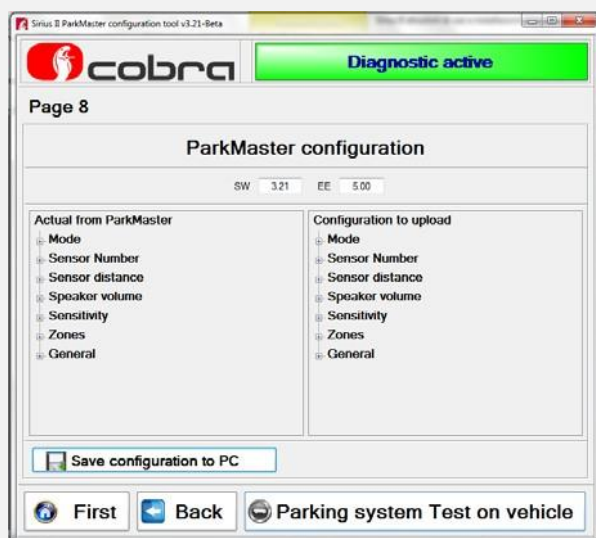 Sirius II ParkMaster configuration tool v3.21-Beta
cobra
Diagnostic active
Page 8
ParkMaster configuration
SW 3.21 EE 5.00
Actual from ParkMaster
Mode
Sensor Number
Sensor distance
Speaker volume
Sensitivity
Zones
General
Configuration to upload
Mode
Sensor Number
Sensor distance
Speaker volume
Sensitivity
Zones
General
Save configuration to PC
First
Back
Parking system Test on vehicle